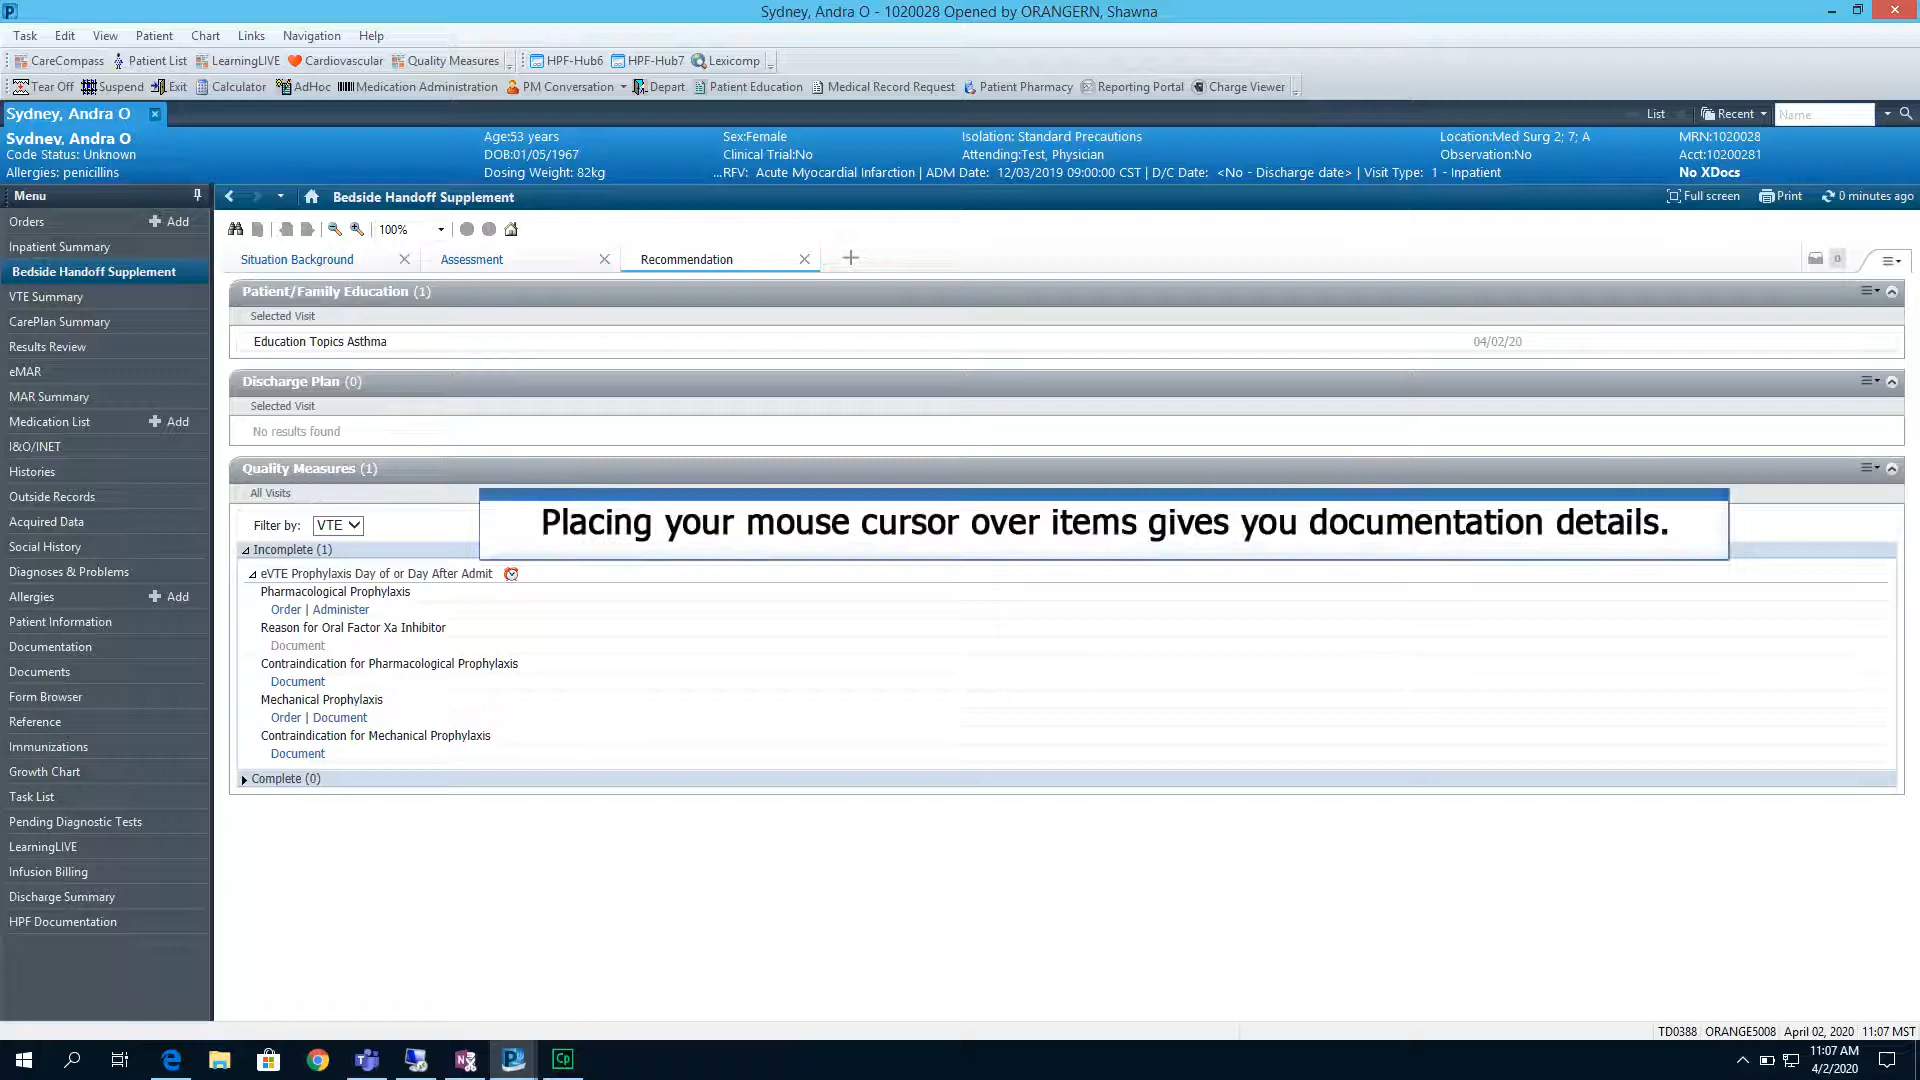 Sydney, Andra O - 1020028 Opened by ORANGERN, Shawna
Task Edit View Patient Chart Links Navigation Help
CareCompass Patient List LearningLIVE Cardiovascular Quality Measures HPF-Hub6 HPF-Hub7 Lexicomp
Tear Off Suspend Exit Calculator AdHoc Medication Administration PM Conversation Depart Patient Education Medical Record Request Patient Pharmacy Reporting Portal Charge Viewer
Sydney, Andra O List Recent Name
Sydney, Andra O Age:53 years Sex:Female Isolation: Standard Precautions Location:Med Surg 2; 7; A MRN:1020028
Code Status: Unknown DOB:01/05/1967 Clinical Trial:No Attending:Test, Physician Observation:No Acct:10200281
Allergies: penicillins Dosing Weight: 82kg ...RFV: Acute Myocardial Infarction | ADM Date: 12/03/2019 09:00:00 CST | D/C Date: <No - Discharge date> | Visit Type: 1 - Inpatient No XDocs
Menu
Orders Add
Inpatient Summary
Bedside Handoff Supplement
VTE Summary
CarePlan Summary
Results Review
eMAR
MAR Summary
Medication List Add
I&O/INET
Histories
Outside Records
Acquired Data
Social History
Diagnoses & Problems
Allergies Add
Patient Information
Documentation
Documents
Form Browser
Reference
Immunizations
Growth Chart
Task List
Pending Diagnostic Tests
LearningLIVE
Infusion Billing
Discharge Summary
HPF Documentation
Bedside Handoff Supplement Full screen Print 0 minutes ago
100%
Situation Background Assessment Recommendation 0
Patient/Family Education (1)
Selected Visit
Education Topics Asthma 04/02/20
Discharge Plan (0)
Selected Visit
No results found
Quality Measures (1)
All Visits
Placing your mouse cursor over items gives you documentation details.
Filter by: VTE
Incomplete (1)
eVTE Prophylaxis Day of or Day After Admit
Pharmacological Prophylaxis
Order | Administer
Reason for Oral Factor Xa Inhibitor
Document
Contraindication for Pharmacological Prophylaxis
Document
Mechanical Prophylaxis
Order | Document
Contraindication for Mechanical Prophylaxis
Document
Complete (0)
TD0388 ORANGE5008 April 02, 2020 11:07 MST
Cp
11:07 AM
4/2/2020